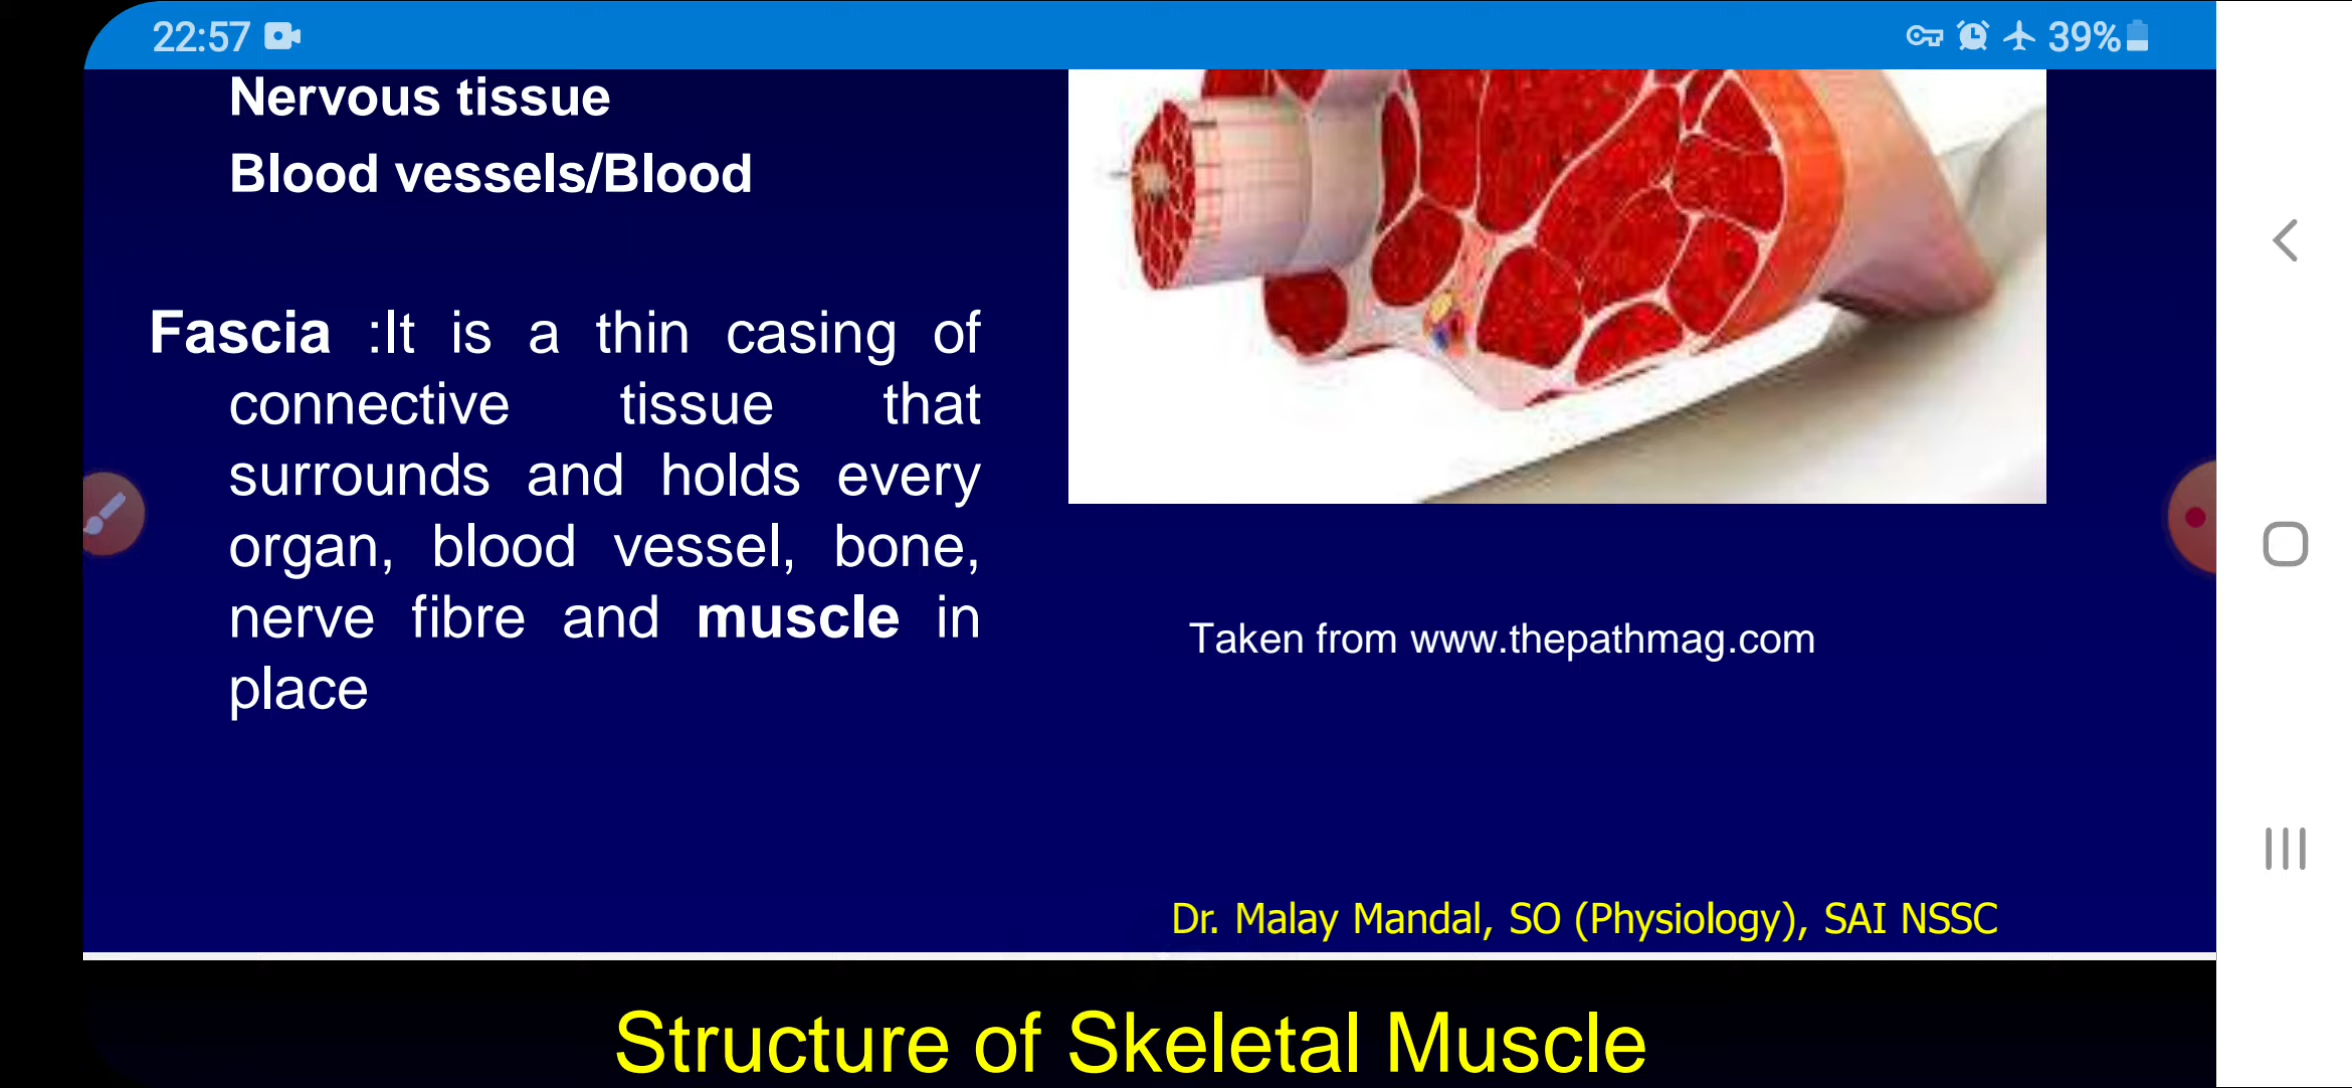 22:57
39%
Nervous tissue
Blood vessels/Blood
Fascia :It is a thin casing of
connective tissue that
surrounds and holds every
organ, blood vessel, bone,
nerve fibre and muscle in
place
Taken from www.thepathmag.com
Dr. Malay Mandal, SO (Physiology), SAI NSSC
Structure of Skeletal Muscle